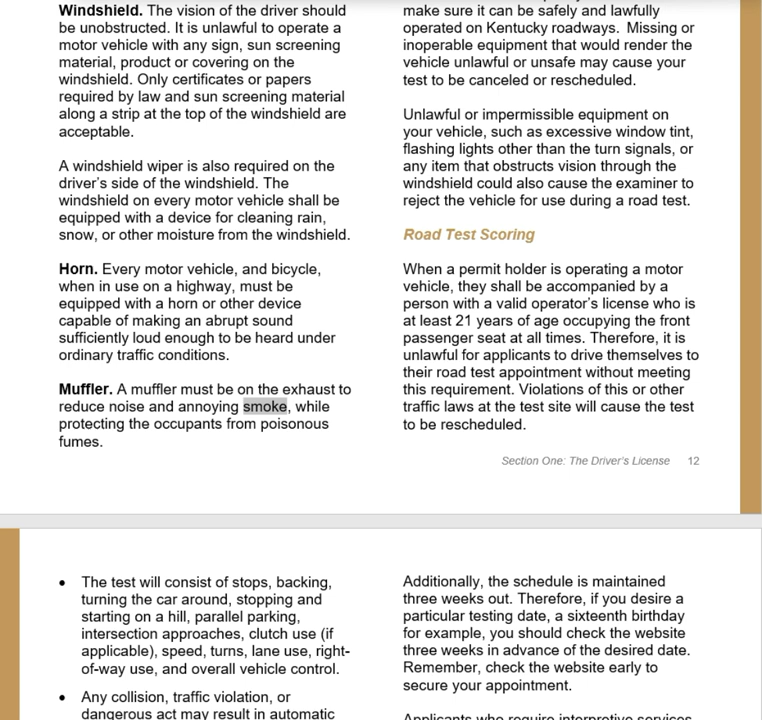 Windshield. The vision of the driver should
be unobstructed. It is unlawful to operate a
motor vehicle with any sign, sun screening
material, product or covering on the
windshield. Only certificates or papers
required by law and sun screening material
along a strip at the top of the windshield are
acceptable.
A windshield wiper is also required on the
driver's side of the windshield. The
windshield on every motor vehicle shall be
equipped with a device for cleaning rain,
snow, or other moisture from the windshield.
Horn. Every motor vehicle, and bicycle,
when in use on a highway, must be
equipped with a horn or other device
capable of making an abrupt sound
sufficiently loud enough to be heard under
ordinary traffic conditions.
Muffler. A muffler must be on the exhaust to
reduce noise and annoying smoke, while
protecting the occupants from poisonous
fumes.
make sure it can be safely and lawfully
operated on Kentucky roadways. Missing or
inoperable equipment that would render the
vehicle unlawful or unsafe may cause your
test to be canceled or rescheduled.
Unlawful or impermissible equipment on
your vehicle, such as excessive window tint,
flashing lights other than the turn signals, or
any item that obstructs vision through the
windshield could also cause the examiner to
reject the vehicle for use during a road test.
Road Test Scoring
When a permit holder is operating a motor
vehicle, they shall be accompanied by a
person with a valid operator's license who is
at least 21 years of age occupying the front
passenger seat at all times. Therefore, it is
unlawful for applicants to drive themselves to
their road test appointment without meeting
this requirement. Violations of this or other
traffic laws at the test site will cause the test
to be rescheduled.
Section One: The Driver's License 12
• The test will consist of stops, backing,
turning the car around, stopping and
starting on a hill, parallel parking,
intersection approaches, clutch use (if
applicable), speed, turns, lane use, right-
of-way use, and overall vehicle control.
• Any collision, traffic violation, or
dangerous act may result in automatic
Additionally, the schedule is maintained
three weeks out. Therefore, if you desire a
particular testing date, a sixteenth birthday
for example, you should check the website
three weeks in advance of the desired date.
Remember, check the website early to
secure your appointment.
Applicants who require interpretive services